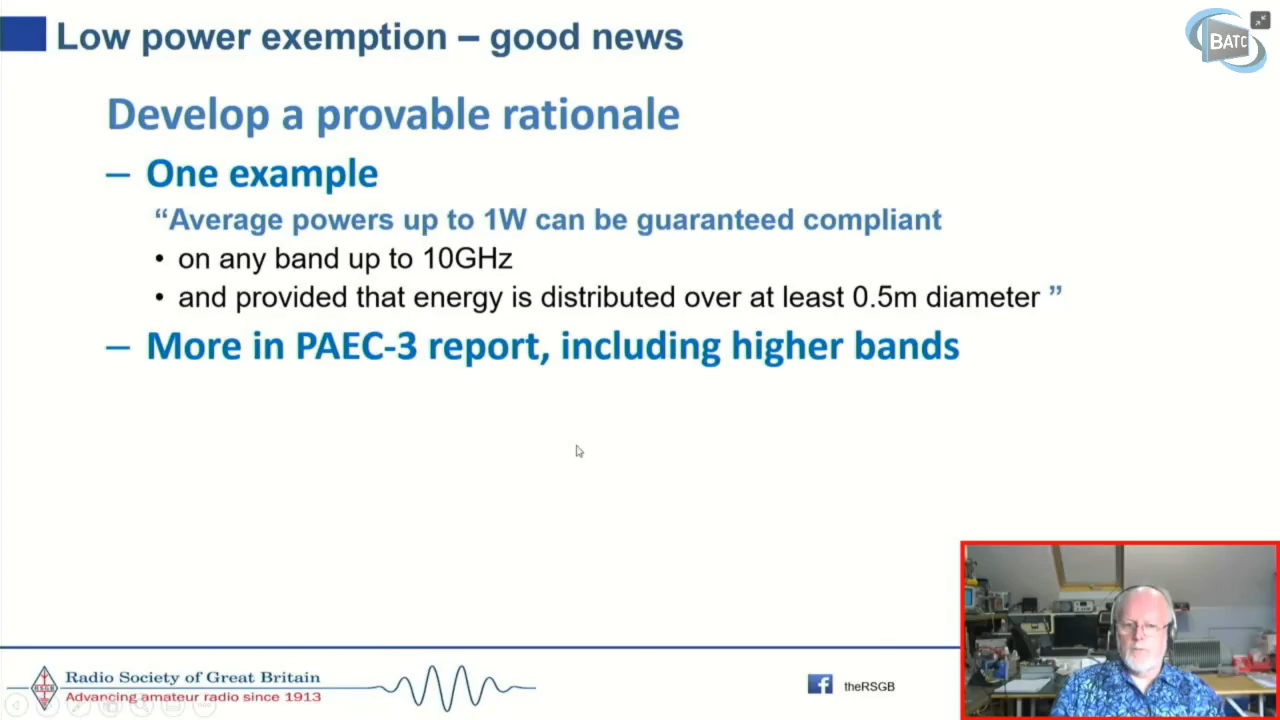 Low power exemption – good news
BATC
Develop a provable rationale
– One example
“Average powers up to 1W can be guaranteed compliant
• on any band up to 10GHz
• and provided that energy is distributed over at least 0.5m diameter ”
– More in PAEC-3 report, including higher bands
RSGB
Radio Society of Great Britain
Advancing amateur radio since 1913
theRSGB